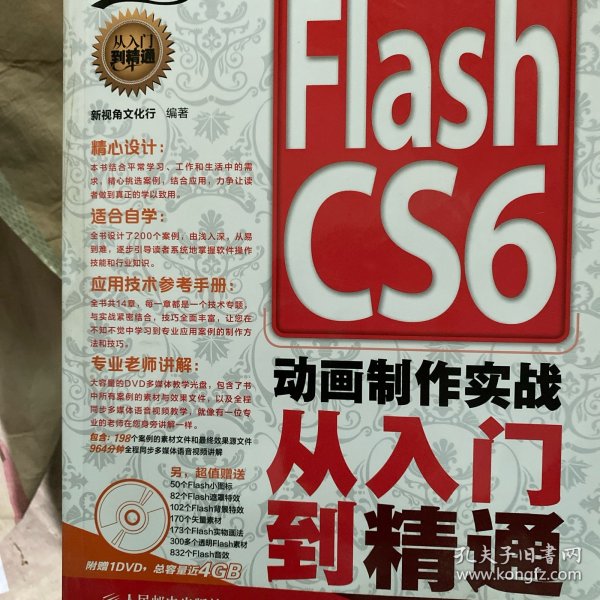 从入门
到精通
新视角文化行 编著
Flash
CS6
精心设计：
本书结合平常学习、工作和生活中的需
求，精心挑选案例，结合应用，力争让读
者做到真正的学以致用。
适合自学：
全书设计了200个案例，由浅入深，从易
到难，逐步引导读者系统地掌握软件操作
技能和行业知识。
应用技术参考手册：
全书共14章，每一章都是一个技术专题，
与实战紧密结合，技巧全面丰富，让您在
不知不觉中学习到专业应用案例的制作方
法和技巧。
专业老师讲解：
大容量的DVD多媒体教学光盘，包含了书
中所有案例的素材与效果文件，以及全程
同步多媒体语音视频教学，就像有一位专
业的老师在您身旁讲解一样。
包含：198个案例的素材文件和最终效果源文件
964分钟全程同步多媒体语音视频讲解
另，超值赠送
50个Flash小图标
82个Flash遮罩特效
102个Flash背景特效
170个矢量素材
173个Flash实物画法
300多个透明Flash素材
832个Flash音效
附赠1DVD，总容量近4GB
动画制作实战
从入门
到精通
孔夫子旧书网
www.kongfz.com
人民邮电出版社